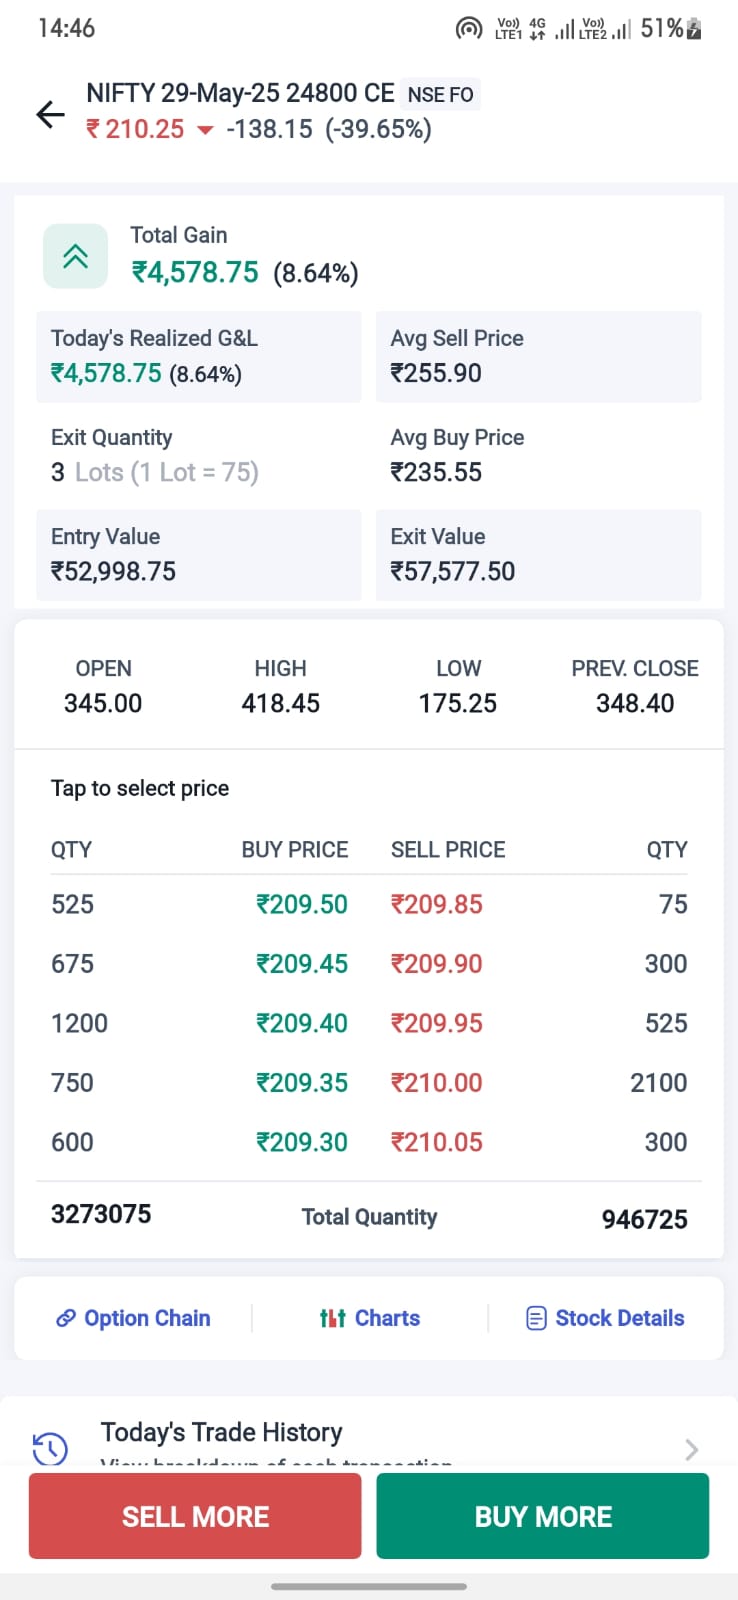 14:46
Vo)) LTE1 4G Vo)) LTE2 51%
NIFTY 29-May-25 24800 CE NSE FO
₹ 210.25 ▼ -138.15 (-39.65%)
Total Gain
₹4,578.75 (8.64%)
Today's Realized G&L
₹4,578.75 (8.64%)
Avg Sell Price
₹255.90
Exit Quantity
3 Lots (1 Lot = 75)
Avg Buy Price
₹235.55
Entry Value
₹52,998.75
Exit Value
₹57,577.50
OPEN HIGH LOW PREV. CLOSE
345.00 418.45 175.25 348.40
Tap to select price
QTY BUY PRICE SELL PRICE QTY
525 ₹209.50 ₹209.85 75
675 ₹209.45 ₹209.90 300
1200 ₹209.40 ₹209.95 525
750 ₹209.35 ₹210.00 2100
600 ₹209.30 ₹210.05 300
3273075 Total Quantity 946725
Option Chain Charts Stock Details
Today's Trade History
View breakdown of each transaction
SELL MORE BUY MORE